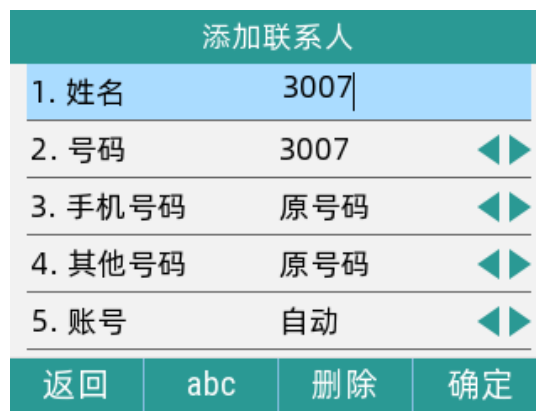 添加联系人
1. 姓名 3007
2. 号码 3007
3. 手机号码 原号码
4. 其他号码 原号码
5. 账号 自动
返回 abc 删除 确定